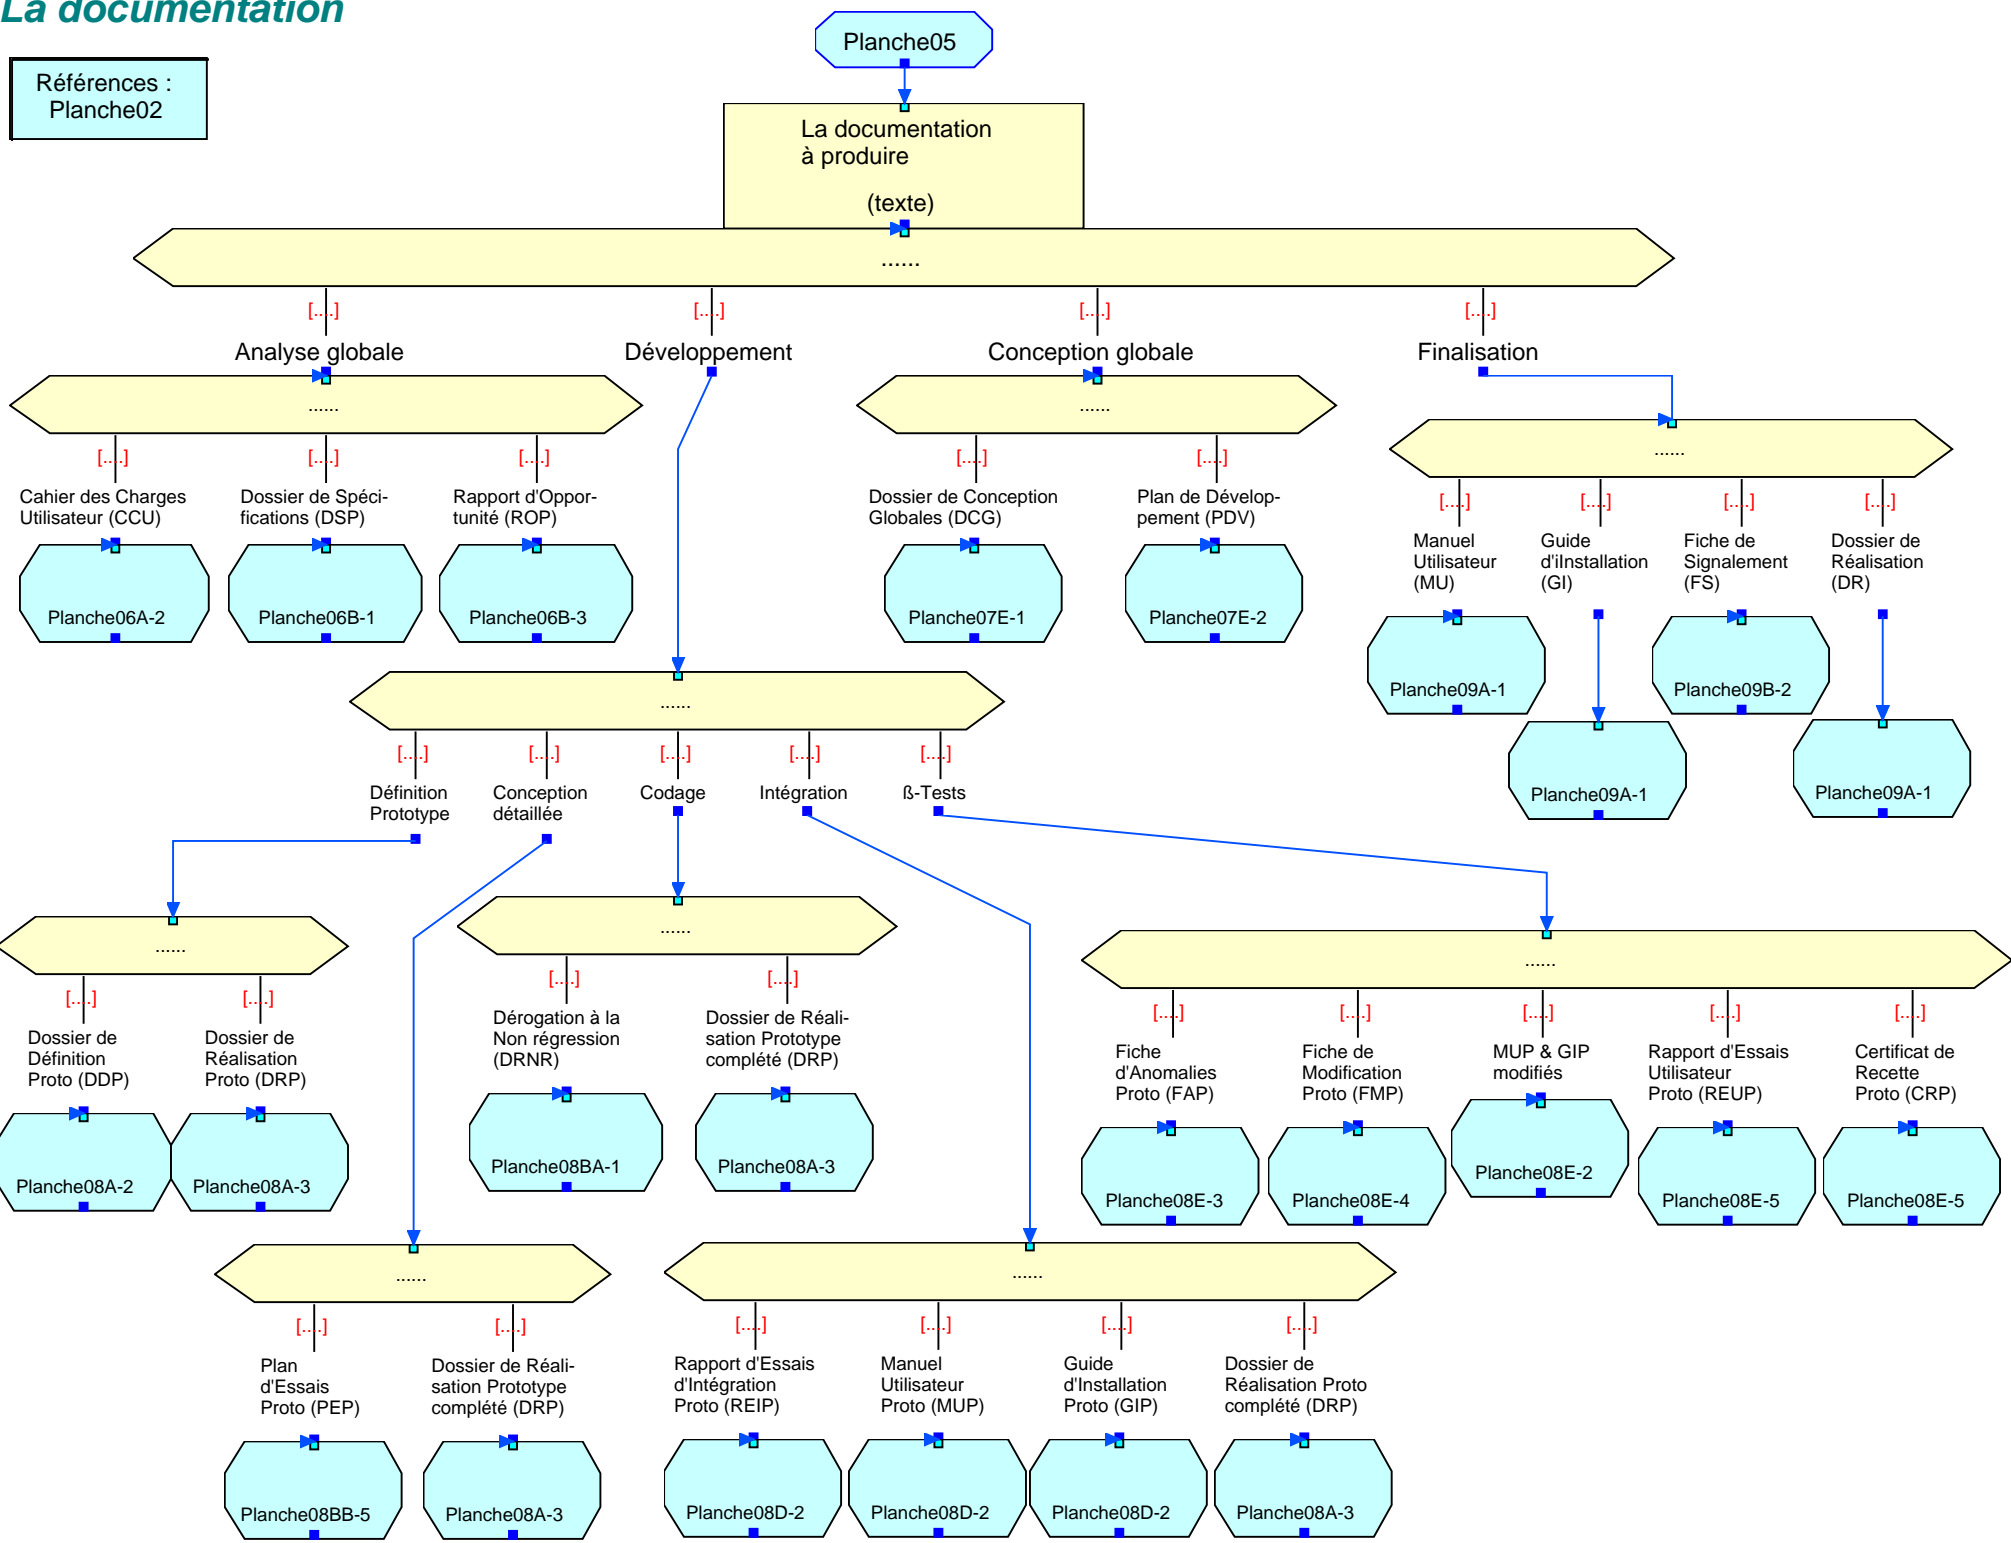 La documentation
Planche05
Références :
Planche02
La documentation
à produire
(texte)
......
[....]
[....]
[....]
[....]
Analyse globale
Développement
Conception globale
Finalisation
......
......
......
[....]
[....]
[....]
[....]
[....]
Cahier des Charges
Utilisateur (CCU)
Dossier de Spéci-
fications (DSP)
Rapport d'Oppor-
tunité (ROP)
Dossier de Conception
Globales (DCG)
Plan de Dévelop-
pement (PDV)
[....]
[....]
[....]
[....]
Manuel
Utilisateur
(MU)
Guide
d'iInstallation
(GI)
Fiche de
Signalement
(FS)
Dossier de
Réalisation
(DR)
Planche06A-2
Planche06B-1
Planche06B-3
Planche07E-1
Planche07E-2
Planche09A-1
Planche09B-2
Planche09A-1
Planche09A-1
......
[....]
[....]
[....]
[....]
[....]
Définition
Prototype
Conception
détaillée
Codage
Intégration
ß-Tests
......
......
......
[....]
[....]
[....]
[....]
[....]
[....]
[....]
[....]
[....]
Dossier de
Définition
Proto (DDP)
Dossier de
Réalisation
Proto (DRP)
Dérogation à la
Non régression
(DRNR)
Dossier de Réali-
sation Prototype
complété (DRP)
Fiche
d'Anomalies
Proto (FAP)
Fiche de
Modification
Proto (FMP)
MUP & GIP
modifiés
Rapport d'Essais
Utilisateur
Proto (REUP)
Certificat de
Recette
Proto (CRP)
Planche08A-2
Planche08A-3
Planche08BA-1
Planche08A-3
Planche08E-3
Planche08E-4
Planche08E-2
Planche08E-5
Planche08E-5
......
......
[....]
[....]
[....]
[....]
[....]
[....]
Plan
d'Essais
Proto (PEP)
Dossier de Réali-
sation Prototype
complété (DRP)
Rapport d'Essais
d'Intégration
Proto (REIP)
Manuel
Utilisateur
Proto (MUP)
Guide
d'Installation
Proto (GIP)
Dossier de
Réalisation Proto
complété (DRP)
Planche08BB-5
Planche08A-3
Planche08D-2
Planche08D-2
Planche08D-2
Planche08A-3